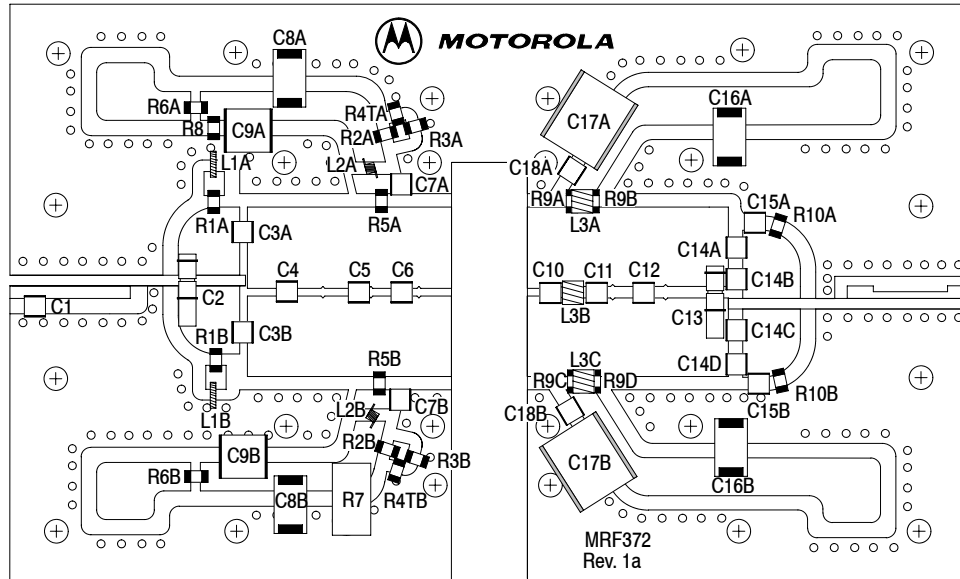 MOTOROLA
C8A
R6A
R8
C9A
R4TA
R2A
R3A
C17A
C16A
L1A
L2A
C7A
C18A
R1A
R5A
R9A
R9B
L3A
C15A
R10A
C3A
C14A
C4
C5
C6
C10
C11
C12
C14B
C1
C2
L3B
C13
R1B
C3B
C14C
R5B
L3C
C14D
R9C
R9D
R10B
L1B
L2B
C7B
C18B
C15B
R2B
R3B
C9B
C17B
R6B
C8B
R7
R4TB
C16B
MRF372
Rev. 1a